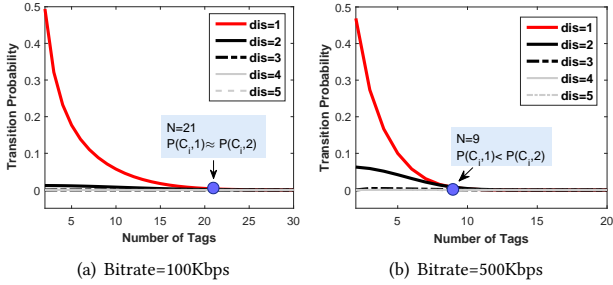 0.5
0.4
0.3
0.2
0.1
0
Transition Probability
dis=1
dis=2
dis=3
dis=4
dis=5
N=21
P(C_i,1)≈ P(C_i,2)
10
20
30
Number of Tags
(a) Bitrate=100Kbps
0.5
0.4
0.3
0.2
0.1
0
Transition Probability
dis=1
dis=2
dis=3
dis=4
dis=5
N=9
P(C_i,1)< P(C_i,2)
5
10
15
20
Number of Tags
(b) Bitrate=500Kbps